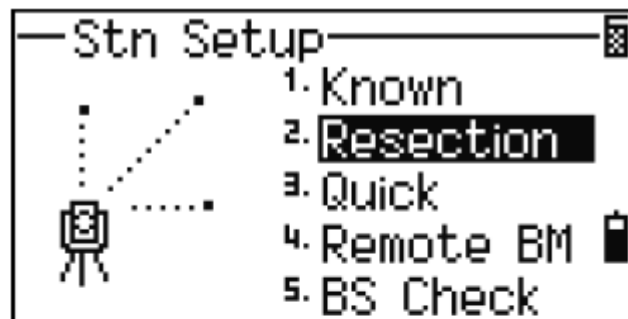 Stn Setup
1. Known
2. Resection
3. Quick
4. Remote BM
5. BS Check